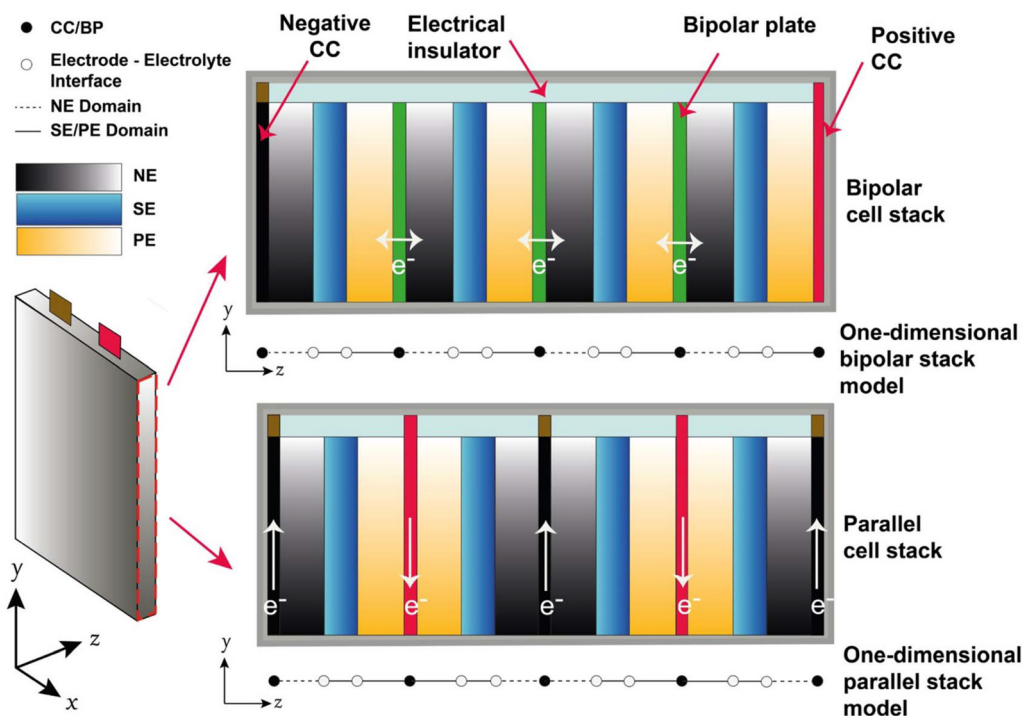 CC/BP
Electrode - Electrolyte
Interface
NE Domain
SE/PE Domain
NE
SE
PE
Negative
CC
Electrical
insulator
Bipolar plate
Positive
CC
Bipolar
cell stack
e-
e-
e-
y
z
One-dimensional
bipolar stack
model
Parallel
cell stack
e-
e-
e-
e-
e-
y
z
One-dimensional
parallel stack
model
y
z
x